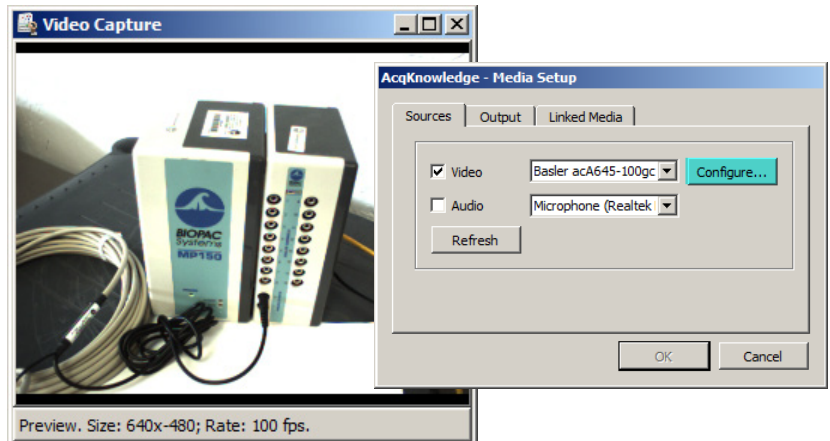 Video Capture
BIOPAC
Systems
MP150
Preview. Size: 640x-480; Rate: 100 fps.
AcqKnowledge - Media Setup
Sources
Output
Linked Media
Video
Basler acA645-100gc
Configure...
Audio
Microphone (Realtek
Refresh
OK
Cancel